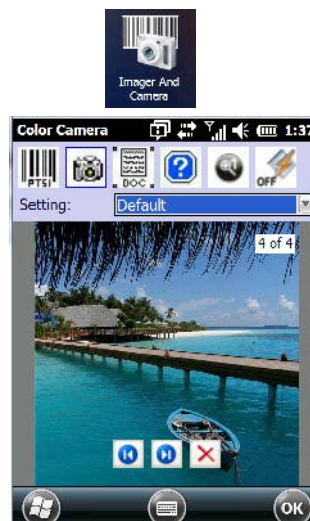 Imager And
Camera
Color Camera 1:37
PTSI
DOC
OFF
Setting: Default
4 of 4
OK